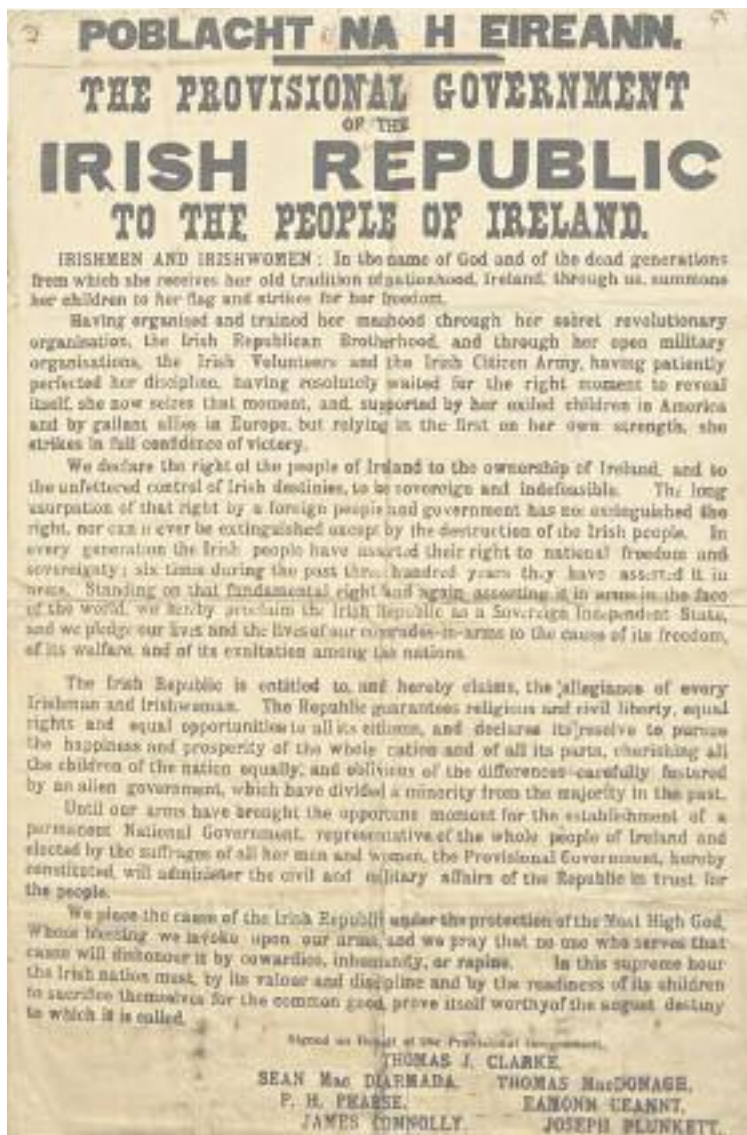 POBLACHT NA H EIREANN.
THE PROVISIONAL GOVERNMENT
OF THE
IRISH REPUBLIC
TO THE PEOPLE OF IRELAND.
IRISHMEN AND IRISHWOMEN: In the name of God and of the dead generations
from which she receives her old tradition of nationhood, Ireland, through us, summons
her children to her flag and strikes for her freedom.
Having organised and trained her manhood through her secret revolutionary
organisation, the Irish Republican Brotherhood, and through her open military
organisations, the Irish Volunteers and the Irish Citizen Army, having patiently
perfected her discipline, having resolutely waited for the right moment to reveal
itself, she now seizes that moment, and, supported by her exiled children in America
and by gallant allies in Europe, but relying in the first on her own strength, she
strikes in full confidence of victory.
We declare the right of the people of Ireland to the ownership of Ireland, and to
the unfettered control of Irish destinies, to be sovereign and indefeasible. The long
usurpation of that right by a foreign people and government has not extinguished the
right, nor can it ever be extinguished except by the destruction of the Irish people. In
every generation the Irish people have asserted their right to national freedom and
sovereignty; six times during the past three hundred years they have asserted it in
arms. Standing on that fundamental right and again asserting it in arms in the face
of the world, we hereby proclaim the Irish Republic as a Sovereign Independent State,
and we pledge our lives and the lives of our comrades-in-arms to the cause of its freedom,
of its welfare, and of its exaltation among the nations.
The Irish Republic is entitled to, and hereby claims, the allegiance of every
Irishman and Irishwoman. The Republic guarantees religious and civil liberty, equal
rights and equal opportunities to all its citizens, and declares its resolve to pursue
the happiness and prosperity of the whole nation and of all its parts, cherishing all
the children of the nation equally, and oblivious of the differences carefully fostered
by an alien government, which have divided a minority from the majority in the past.
Until our arms have brought the opportune moment for the establishment of a
permanent National Government, representative of the whole people of Ireland and
elected by the suffrages of all her men and women, the Provisional Government, hereby
constituted, will administer the civil and military affairs of the Republic in trust for
the people.
We place the cause of the Irish Republic under the protection of the Most High God,
Whose blessing we invoke upon our arms, and we pray that no one who serves that
cause will dishonour it by cowardice, inhumanity, or rapine. In this supreme hour
the Irish nation must, by its valour and discipline and by the readiness of its children
to sacrifice themselves for the common good, prove itself worthy of the august destiny
to which it is called.
Signed on Behalf of the Provisional Government,
THOMAS J. CLARKE,
SEAN Mac DIARMADA, THOMAS MacDONAGH,
P. H. PEARSE, EAMONN CEANNT,
JAMES CONNOLLY. JOSEPH PLUNKETT.